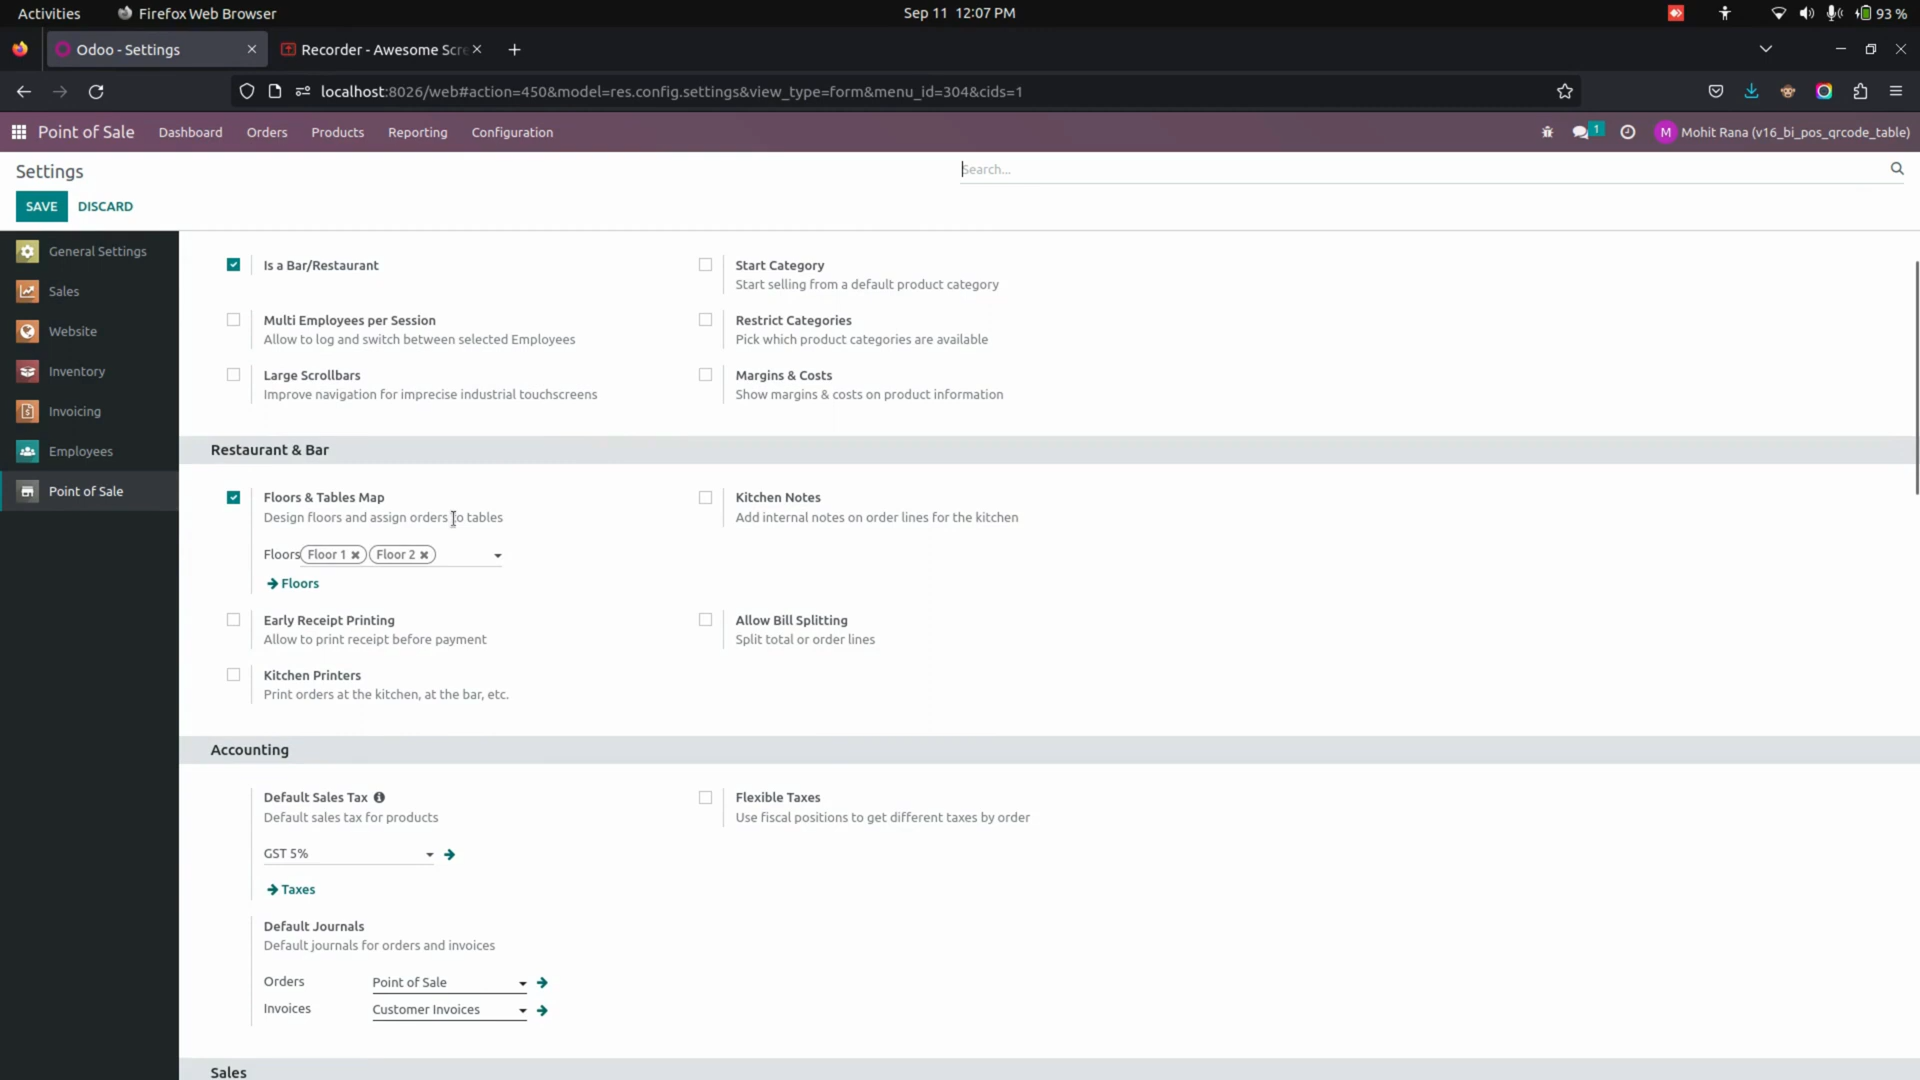 Activities
Firefox Web Browser
Sep 11 12:07 PM
93 %
Odoo - Settings
Recorder - Awesome Scre
localhost:8026/web#action=450&model=res.config.settings&view_type=form&menu_id=304&cids=1
Point of Sale
Dashboard
Orders
Products
Reporting
Configuration
1
M
Mohit Rana (v16_bi_pos_qrcode_table)
Settings
Search...
SAVE
DISCARD
General Settings
Sales
Website
Inventory
Invoicing
Employees
Point of Sale
Is a Bar/Restaurant
Start Category
Start selling from a default product category
Multi Employees per Session
Allow to log and switch between selected Employees
Restrict Categories
Pick which product categories are available
Large Scrollbars
Improve navigation for imprecise industrial touchscreens
Margins & Costs
Show margins & costs on product information
Restaurant & Bar
Floors & Tables Map
Design floors and assign orders to tables
Kitchen Notes
Add internal notes on order lines for the kitchen
Floors Floor 1 Floor 2
Floors
Early Receipt Printing
Allow to print receipt before payment
Allow Bill Splitting
Split total or order lines
Kitchen Printers
Print orders at the kitchen, at the bar, etc.
Accounting
Default Sales Tax
Default sales tax for products
Flexible Taxes
Use fiscal positions to get different taxes by order
GST 5%
Taxes
Default Journals
Default journals for orders and invoices
Orders Point of Sale
Invoices Customer Invoices
Sales